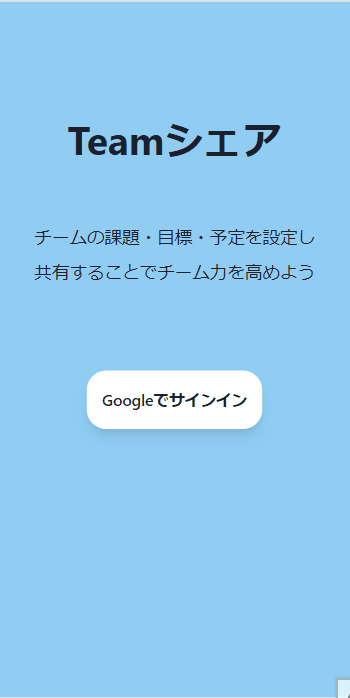 Teamシェア
チームの課題・目標・予定を設定し
共有することでチーム力を高めよう
Googleでサインイン